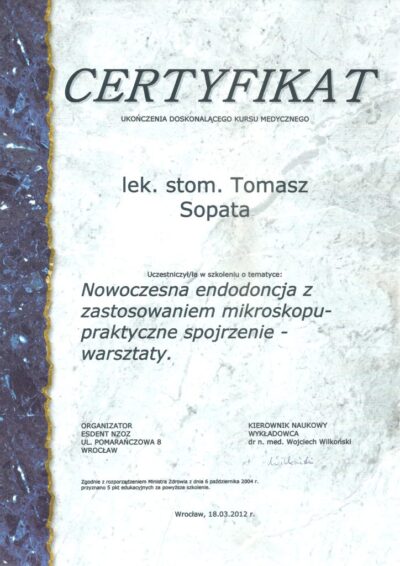 CERTYFIKAT
UKOŃCZENIA DOSKONALĄCEGO KURSU MEDYCZNEGO
lek. stom. Tomasz
Sopata
Uczestniczył/ła w szkoleniu o tematyce:
Nowoczesna endodoncja z
zastosowaniem mikroskopu-
praktyczne spojrzenie -
warsztaty.
ORGANIZATOR
ESDENT NZOZ
UL. POMARAŃCZOWA 8
WROCŁAW
KIEROWNIK NAUKOWY
WYKŁADOWCA
dr n. med. Wojciech Wilkoński
Zgodnie z rozporządzeniem Ministra Zdrowia z dnia 6 października 2004 r.
przyznano 5 pkt edukacyjnych za powyższe szkolenie.
Wrocław, 18.03.2012 r.